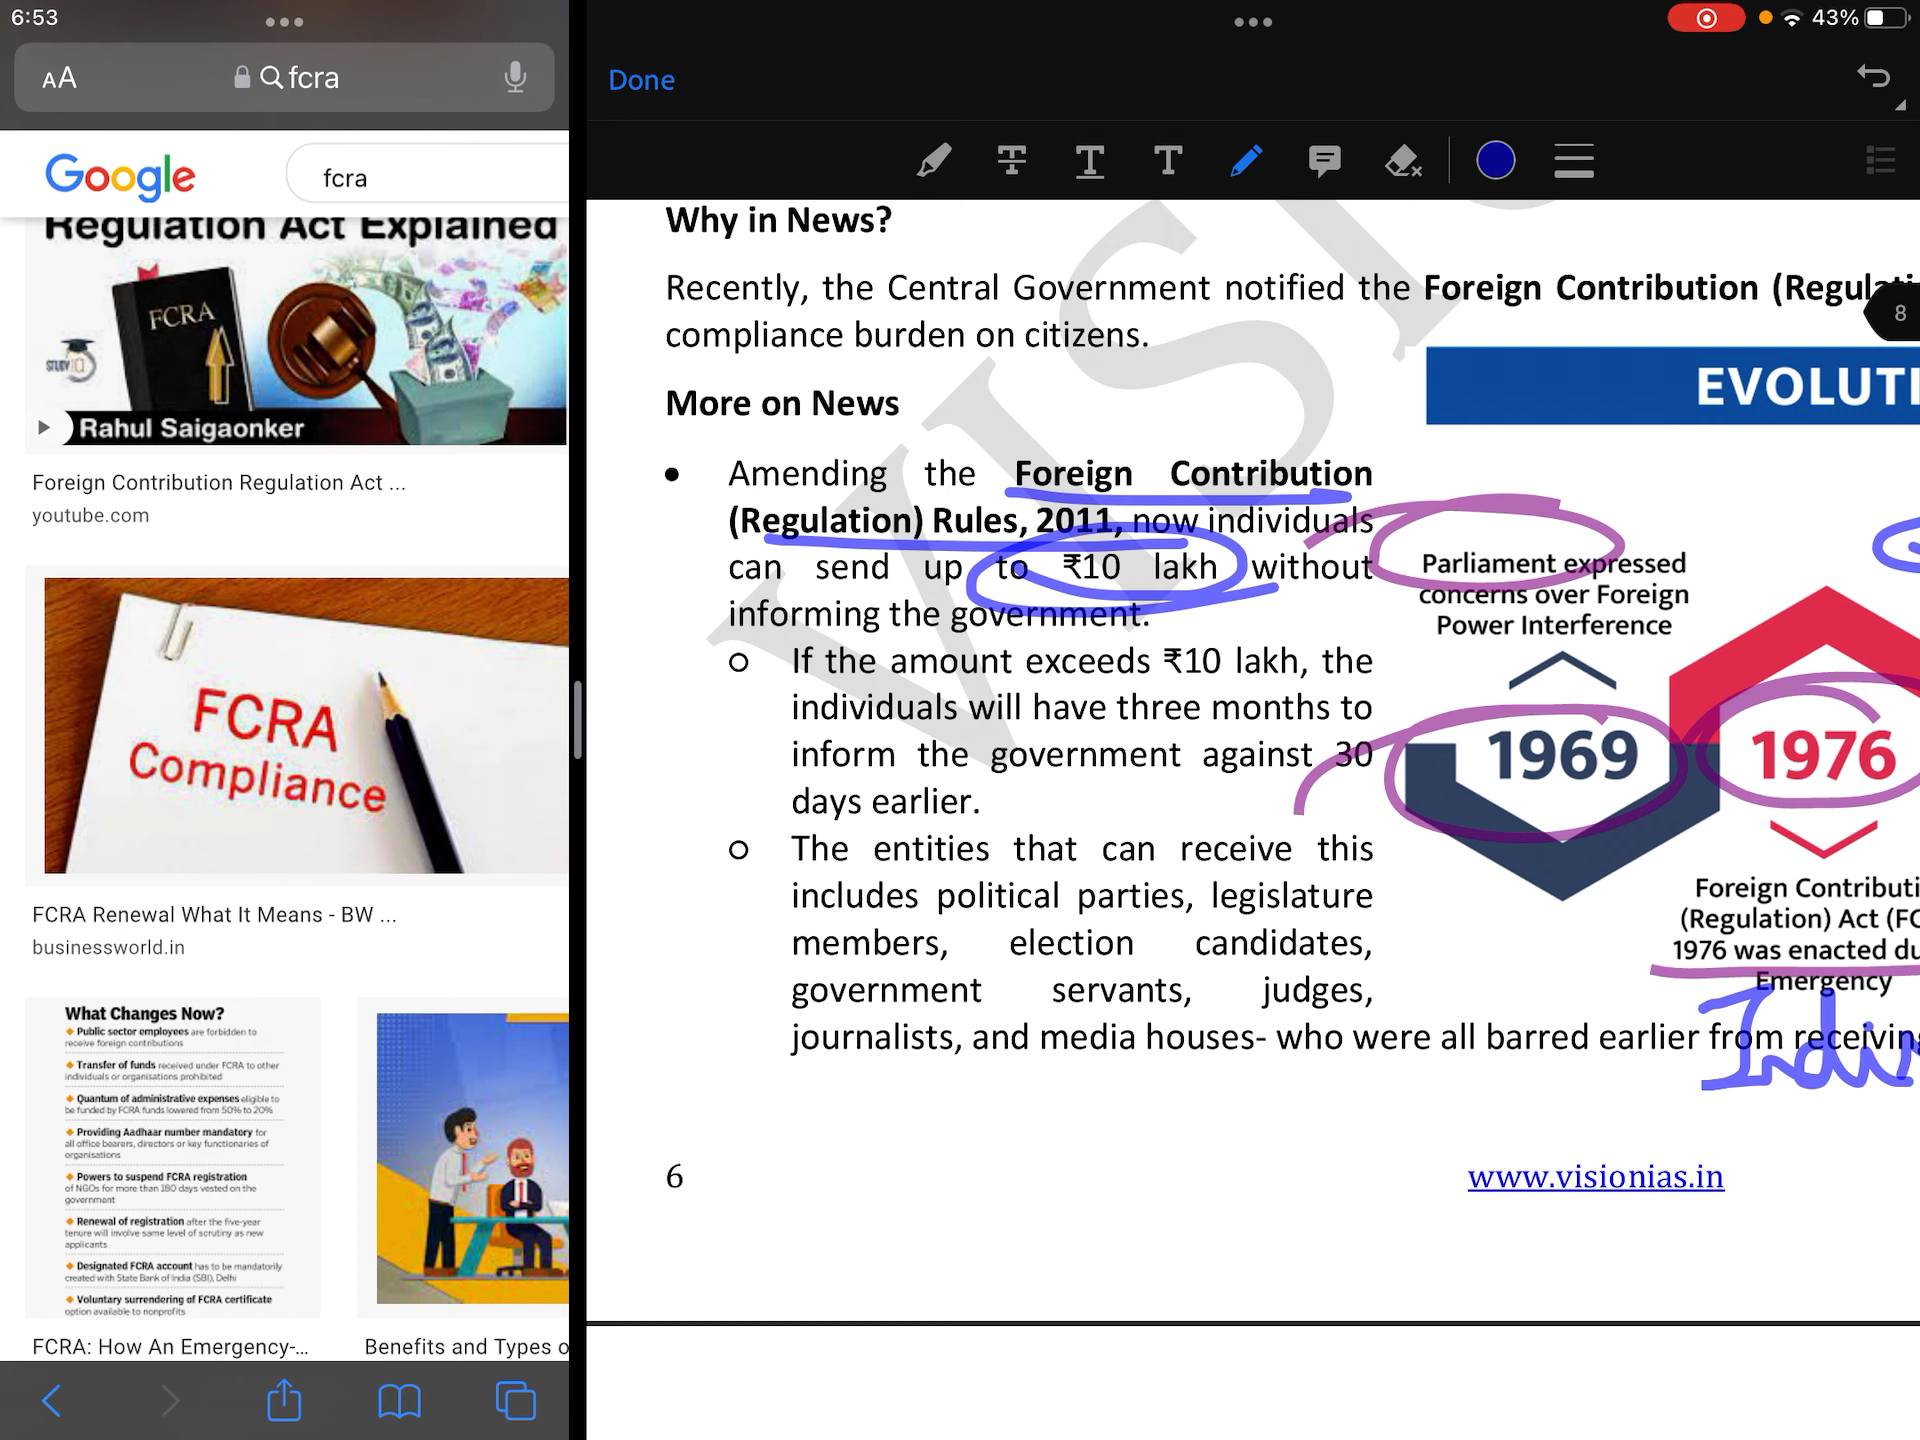 6:53
43%
AA
fcra
Google
fcra
Regulation Act Explained
FCRA
STUDY IQ
Rahul Saigaonker
Foreign Contribution Regulation Act ...
youtube.com
FCRA
Compliance
FCRA Renewal What It Means - BW ...
businessworld.in
What Changes Now?
Public sector employees are forbidden to
receive foreign contributions
Transfer of funds received under FCRA to other
individuals or organisations prohibited
Quantum of administrative expenses eligible to
be funded by FCRA funds lowered from 50% to 20%
Providing Aadhaar number mandatory for
all office bearers, directors or key functionaries of
organisations
Powers to suspend FCRA registration
of NGOs for more than 180 days vested on the
government
Renewal of registration after the five-year
tenure will involve same level of scrutiny as new
applicants
Designated FCRA account has to be mandatorily
created with State Bank of India (SBI), Delhi
Voluntary surrendering of FCRA certificate
option available to nonprofits
FCRA: How An Emergency-...
Benefits and Types o
Done
8
Why in News?
Recently, the Central Government notified the Foreign Contribution (Regulati
compliance burden on citizens.
More on News
• Amending the Foreign Contribution
(Regulation) Rules, 2011, now individuals
can send up to ₹10 lakh without
informing the government.
o If the amount exceeds ₹10 lakh, the
individuals will have three months to
inform the government against 30
days earlier.
o The entities that can receive this
includes political parties, legislature
members, election candidates,
government servants, judges,
journalists, and media houses- who were all barred earlier from receiving
EVOLUTI
Parliament expressed
concerns over Foreign
Power Interference
1969
1976
Foreign Contributi
(Regulation) Act (FC
1976 was enacted du
Emergency
6
www.visionias.in
VISI